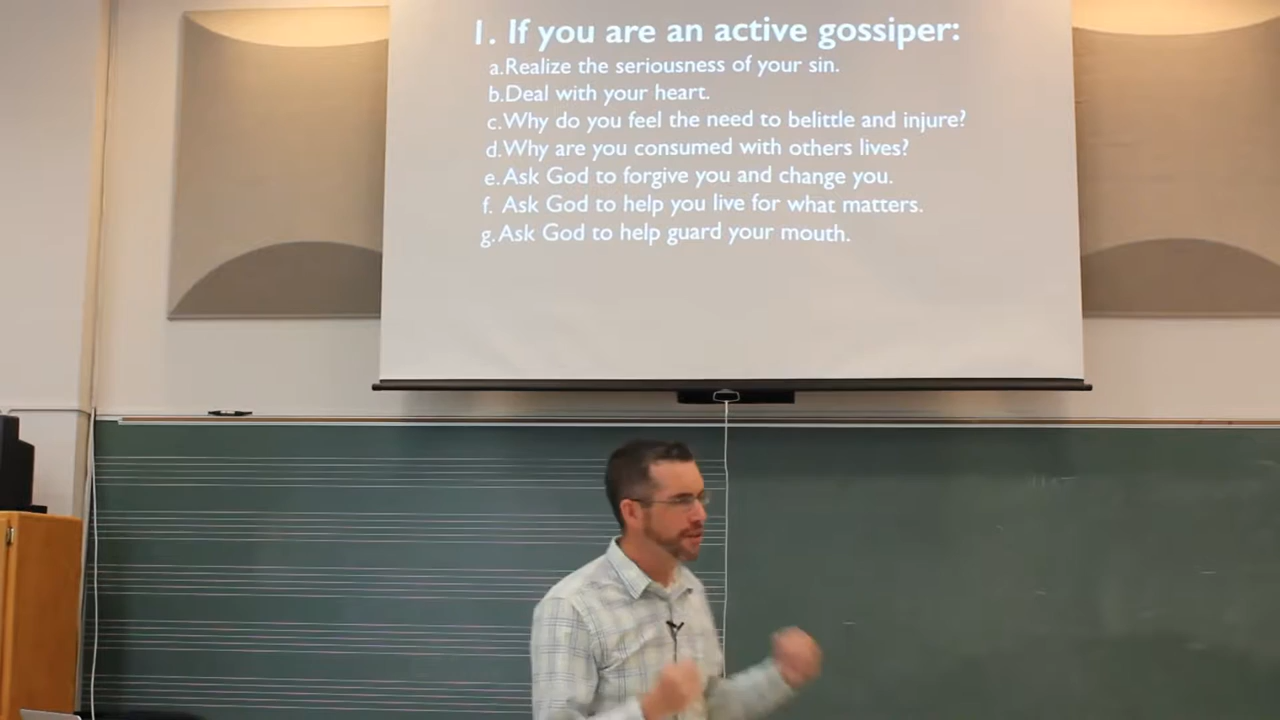 1. If you are an active gossiper:
a.Realize the seriousness of your sin.
b.Deal with your heart.
c.Why do you feel the need to belittle and injure?
d.Why are you consumed with others lives?
e.Ask God to forgive you and change you.
f. Ask God to help you live for what matters.
g.Ask God to help guard your mouth.